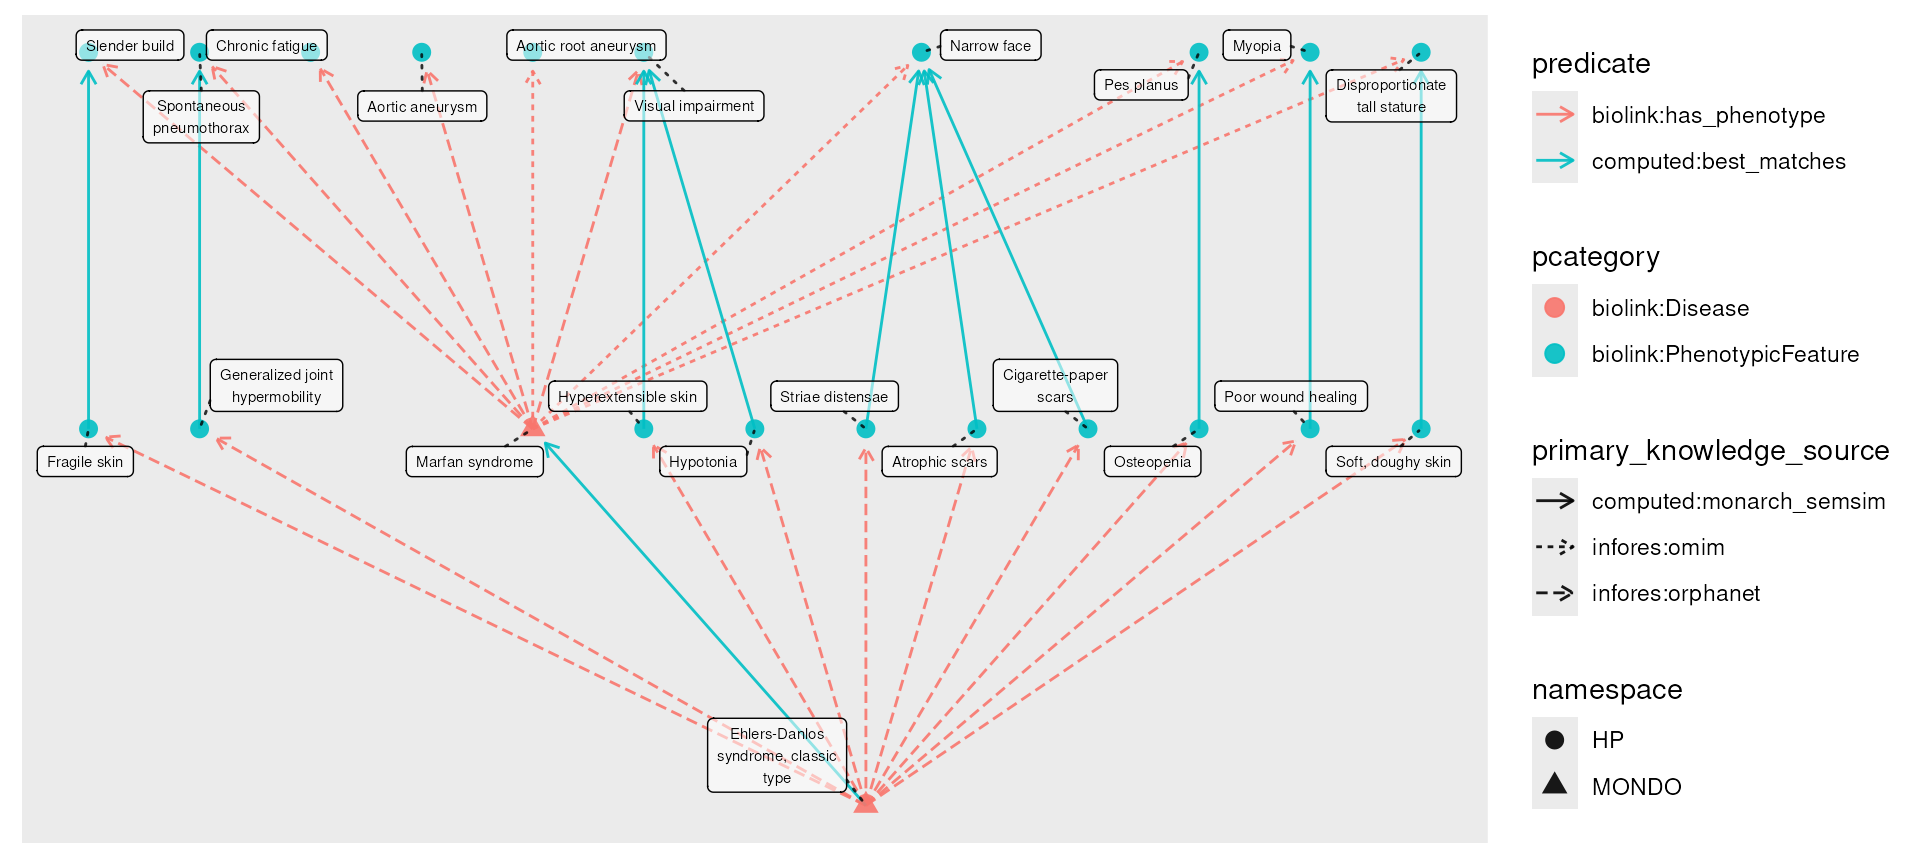 Slender build
Chronic fatigue
Aortic root aneurysm
Narrow face
Myopia
Pes planus
Disproportionate
tall stature
Spontaneous
pneumothorax
Aortic aneurysm
Visual impairment
Generalized joint
hypermobility
Hyperextensible skin
Striae distensae
Cigarette-paper
scars
Poor wound healing
Fragile skin
Marfan syndrome
Hypotonia
Atrophic scars
Osteopenia
Soft, doughy skin
Ehlers-Danlos
syndrome, classic
type
predicate
biolink:has_phenotype
computed:best_matches
pcategory
biolink:Disease
biolink:PhenotypicFeature
primary_knowledge_source
computed:monarch_semsim
infores:omim
infores:orphanet
namespace
HP
MONDO